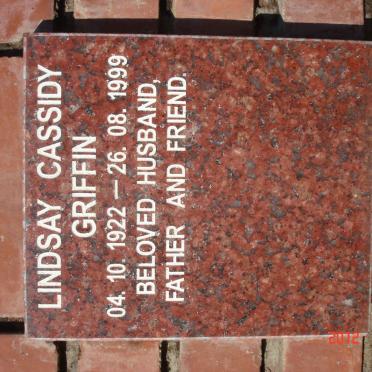 LINDSAY CASSIDY
GRIFFIN
04. 10. 1922 — 26. 08. 1999
BELOVED HUSBAND,
FATHER AND FRIEND.
2012